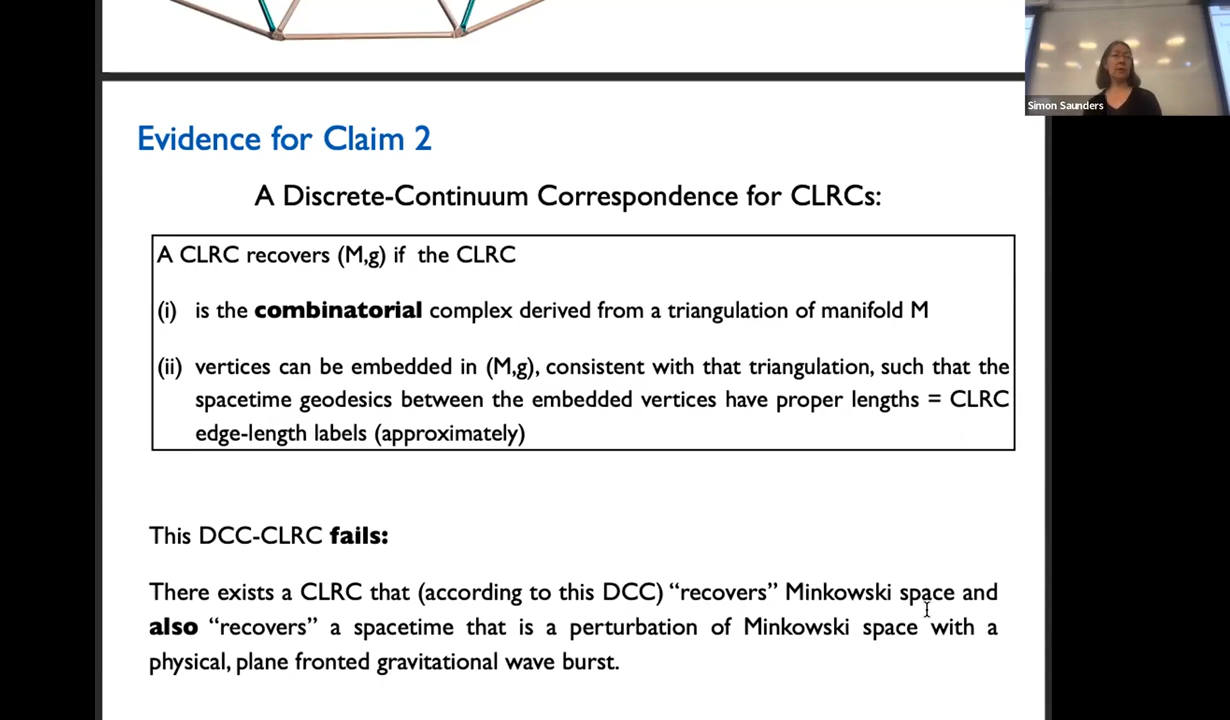 Simon Saunders
Evidence for Claim 2
A Discrete-Continuum Correspondence for CLRCs:
A CLRC recovers (M,g) if the CLRC
(i) is the combinatorial complex derived from a triangulation of manifold M
(ii) vertices can be embedded in (M,g), consistent with that triangulation, such that the
spacetime geodesics between the embedded vertices have proper lengths = CLRC
edge-length labels (approximately)
This DCC-CLRC fails:
There exists a CLRC that (according to this DCC) “recovers” Minkowski space and
also “recovers” a spacetime that is a perturbation of Minkowski space with a
physical, plane fronted gravitational wave burst.